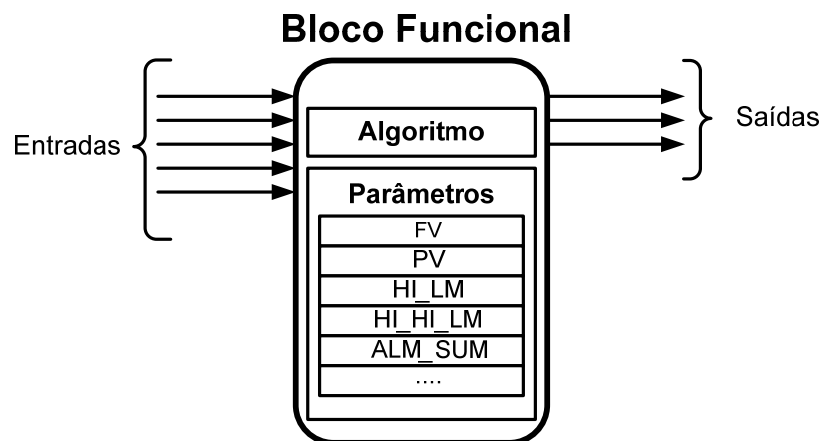 Bloco Funcional
Entradas
Algoritmo
Saídas
Parâmetros
FV
PV
HI_LM
HI_HI_LM
ALM_SUM
....